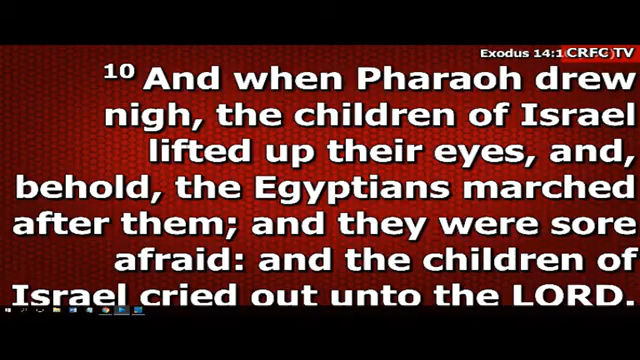 Exodus 14:1 CRFC TV
10 And when Pharaoh drew
nigh, the children of Israel
lifted up their eyes, and,
behold, the Egyptians marched
after them; and they were sore
afraid: and the children of
Israel cried out unto the LORD.